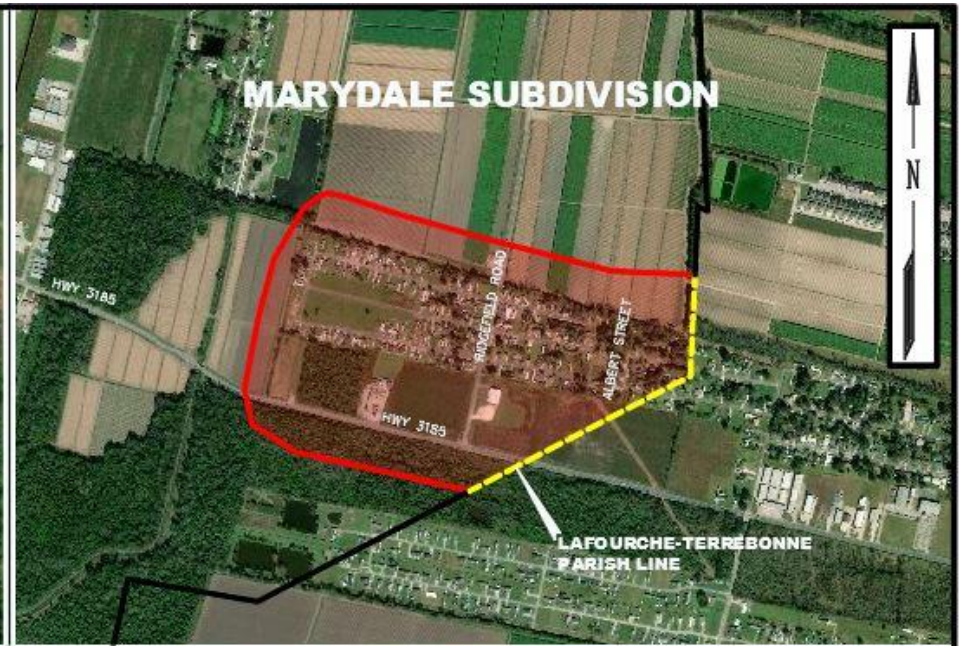 MARYDALE SUBDIVISION
N
HWY 3185
RIDGEFIELD ROAD
ALBERT STREET
HWY 3185
LAFOURCHE-TERREBONNE
PARISH LINE